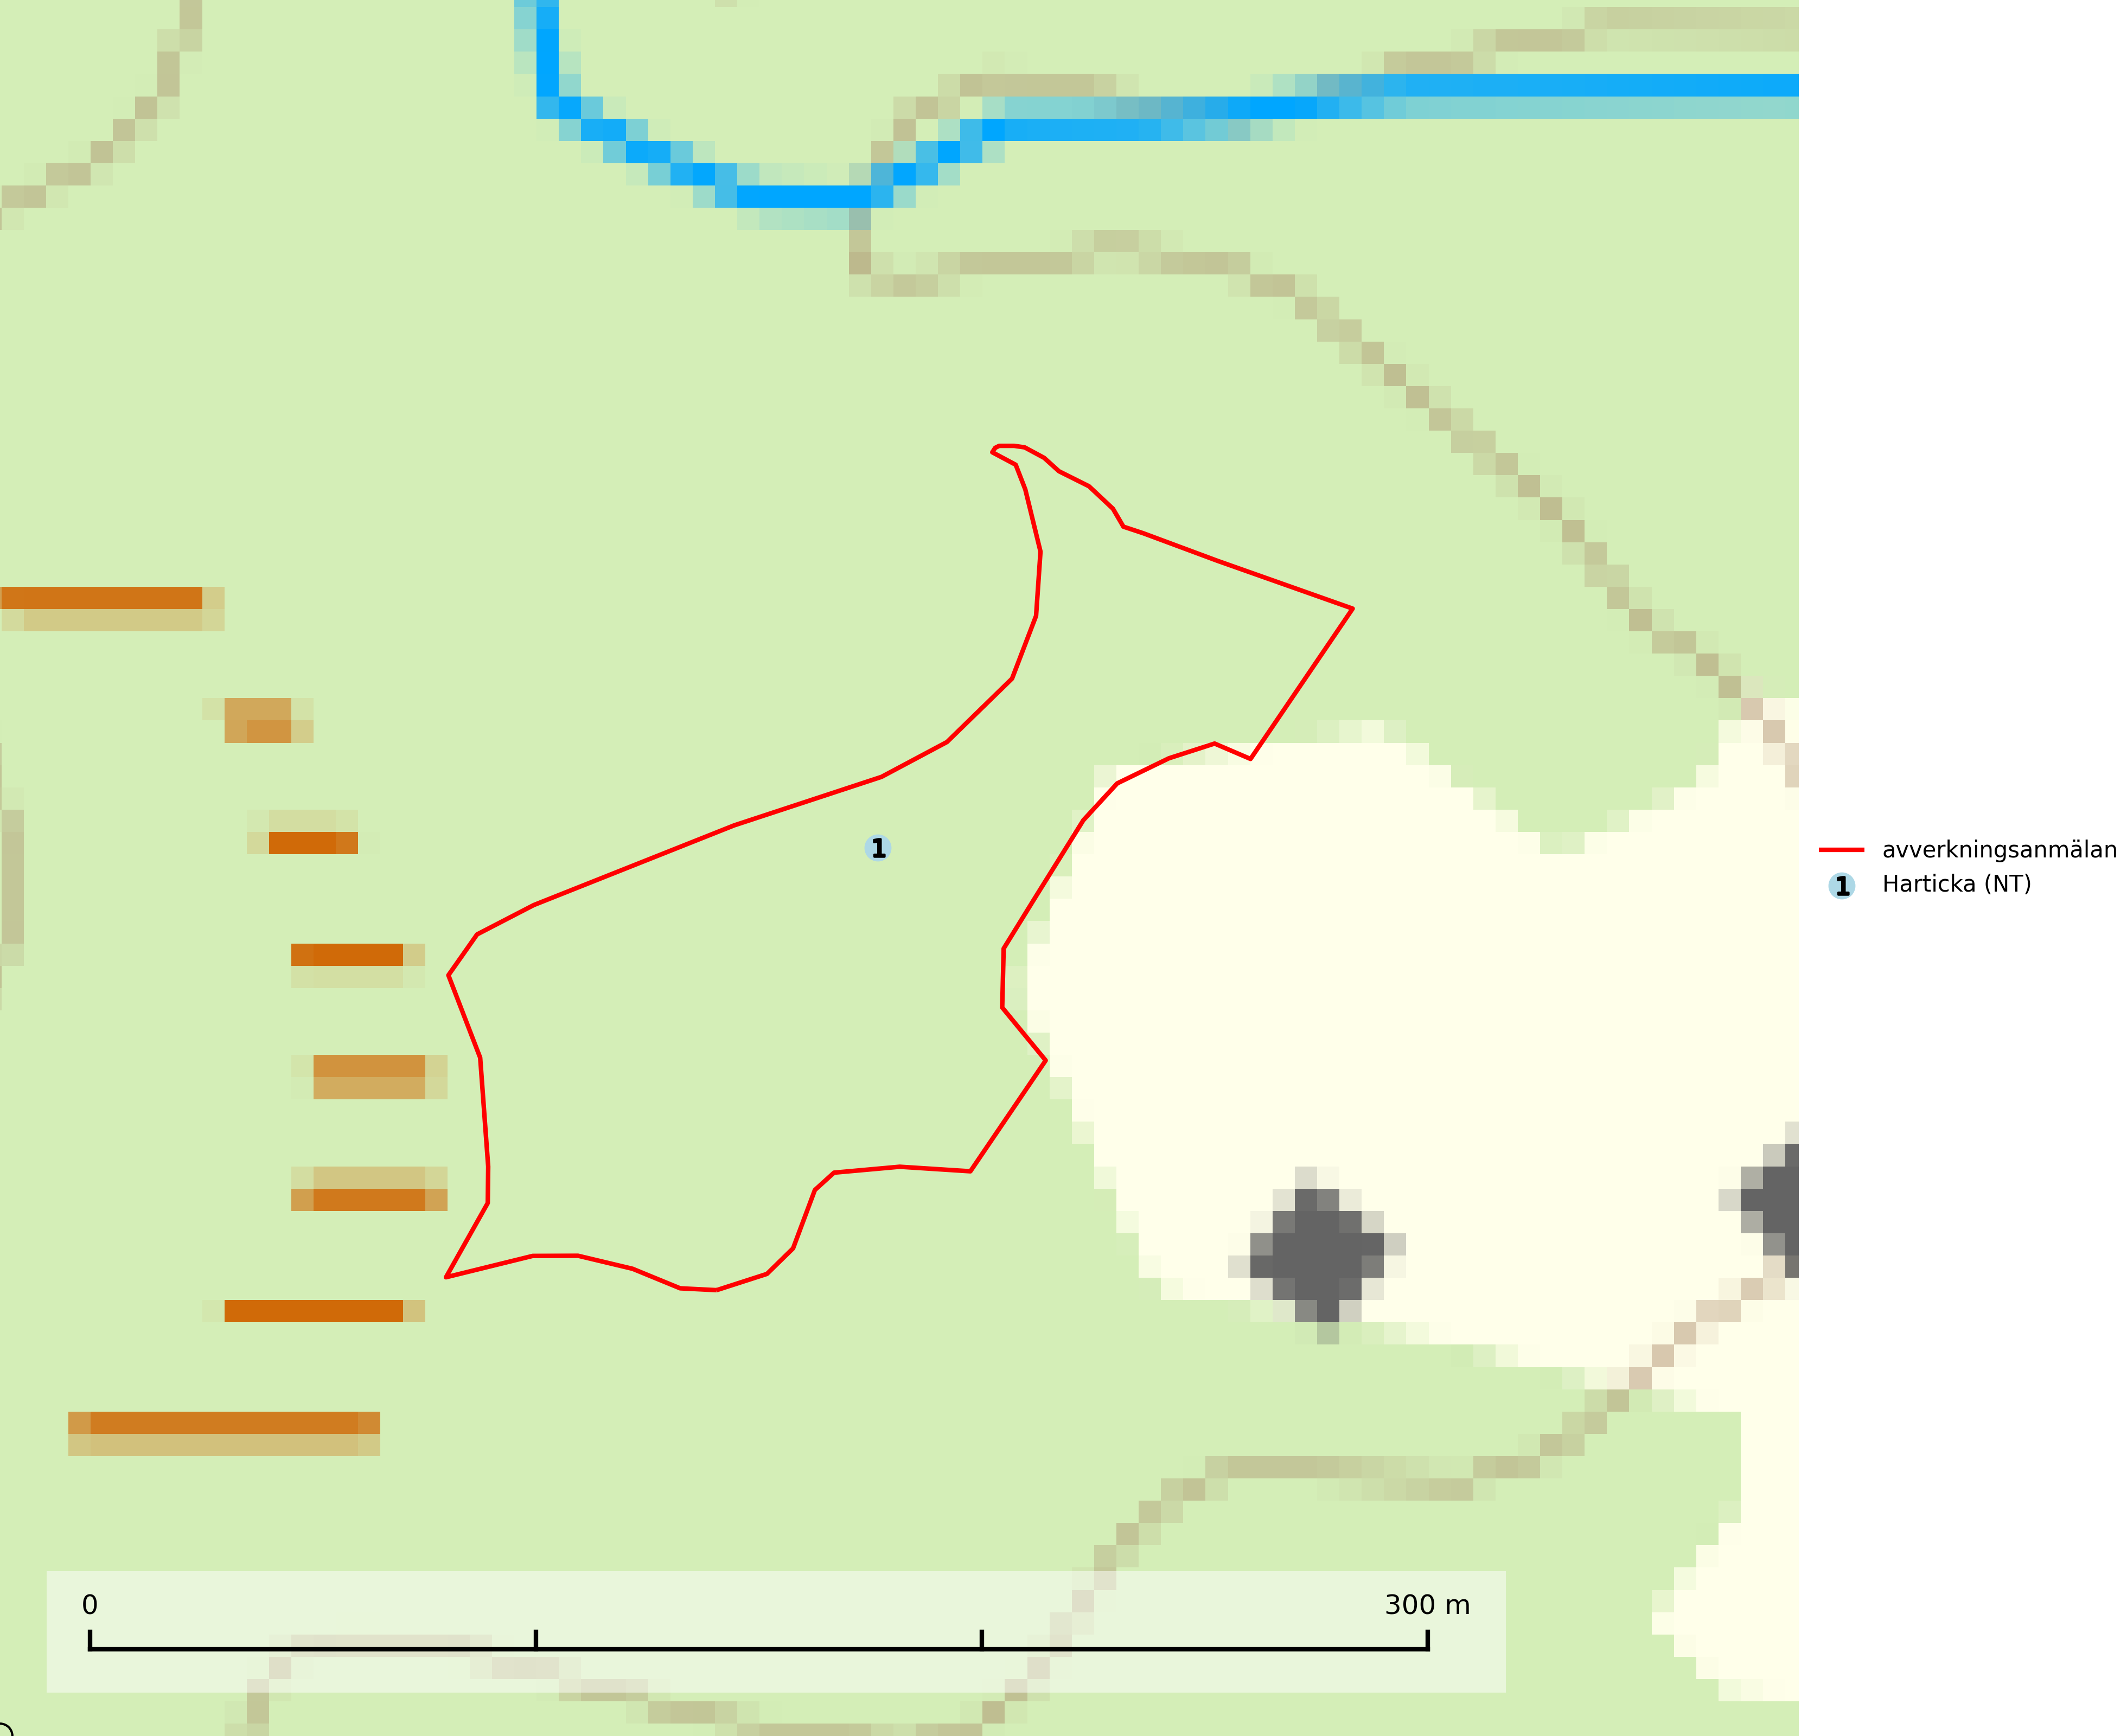 1
avverkningsanmälan
1 Harticka (NT)
0 300 m